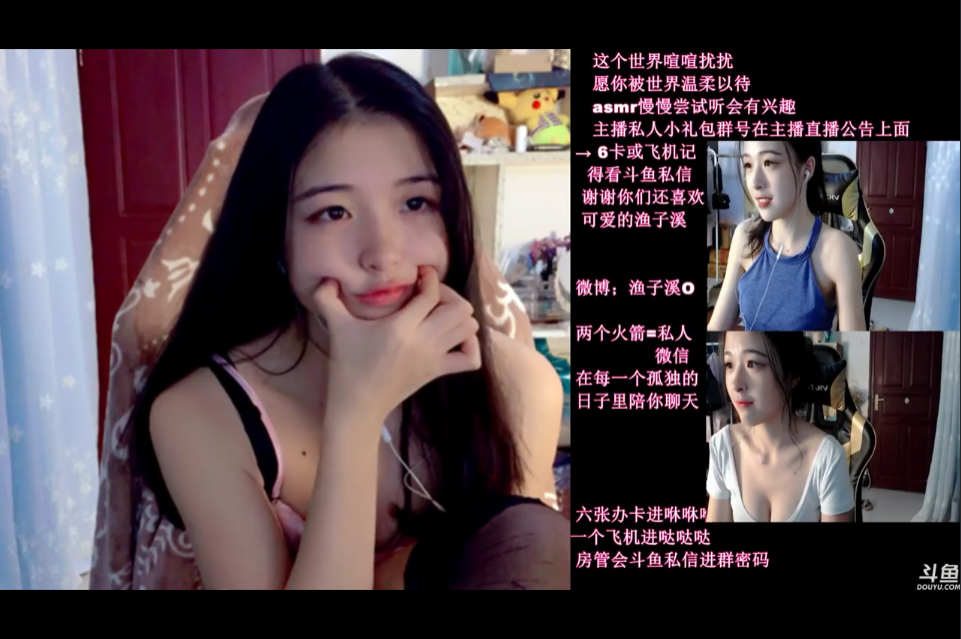 这个世界喧喧扰扰
愿你被世界温柔以待
asmr慢慢尝试听会有兴趣
主播私人小礼包群号在主播直播公告上面
→ 6卡或飞机记
得看斗鱼私信
谢谢你们还喜欢
可爱的渔子溪
微博；渔子溪O
两个火箭=私人
微信
在每一个孤独的
日子里陪你聊天
六张办卡进咻咻
一个飞机进哒哒哒
房管会斗鱼私信进群密码
斗鱼
DOUYU.COM